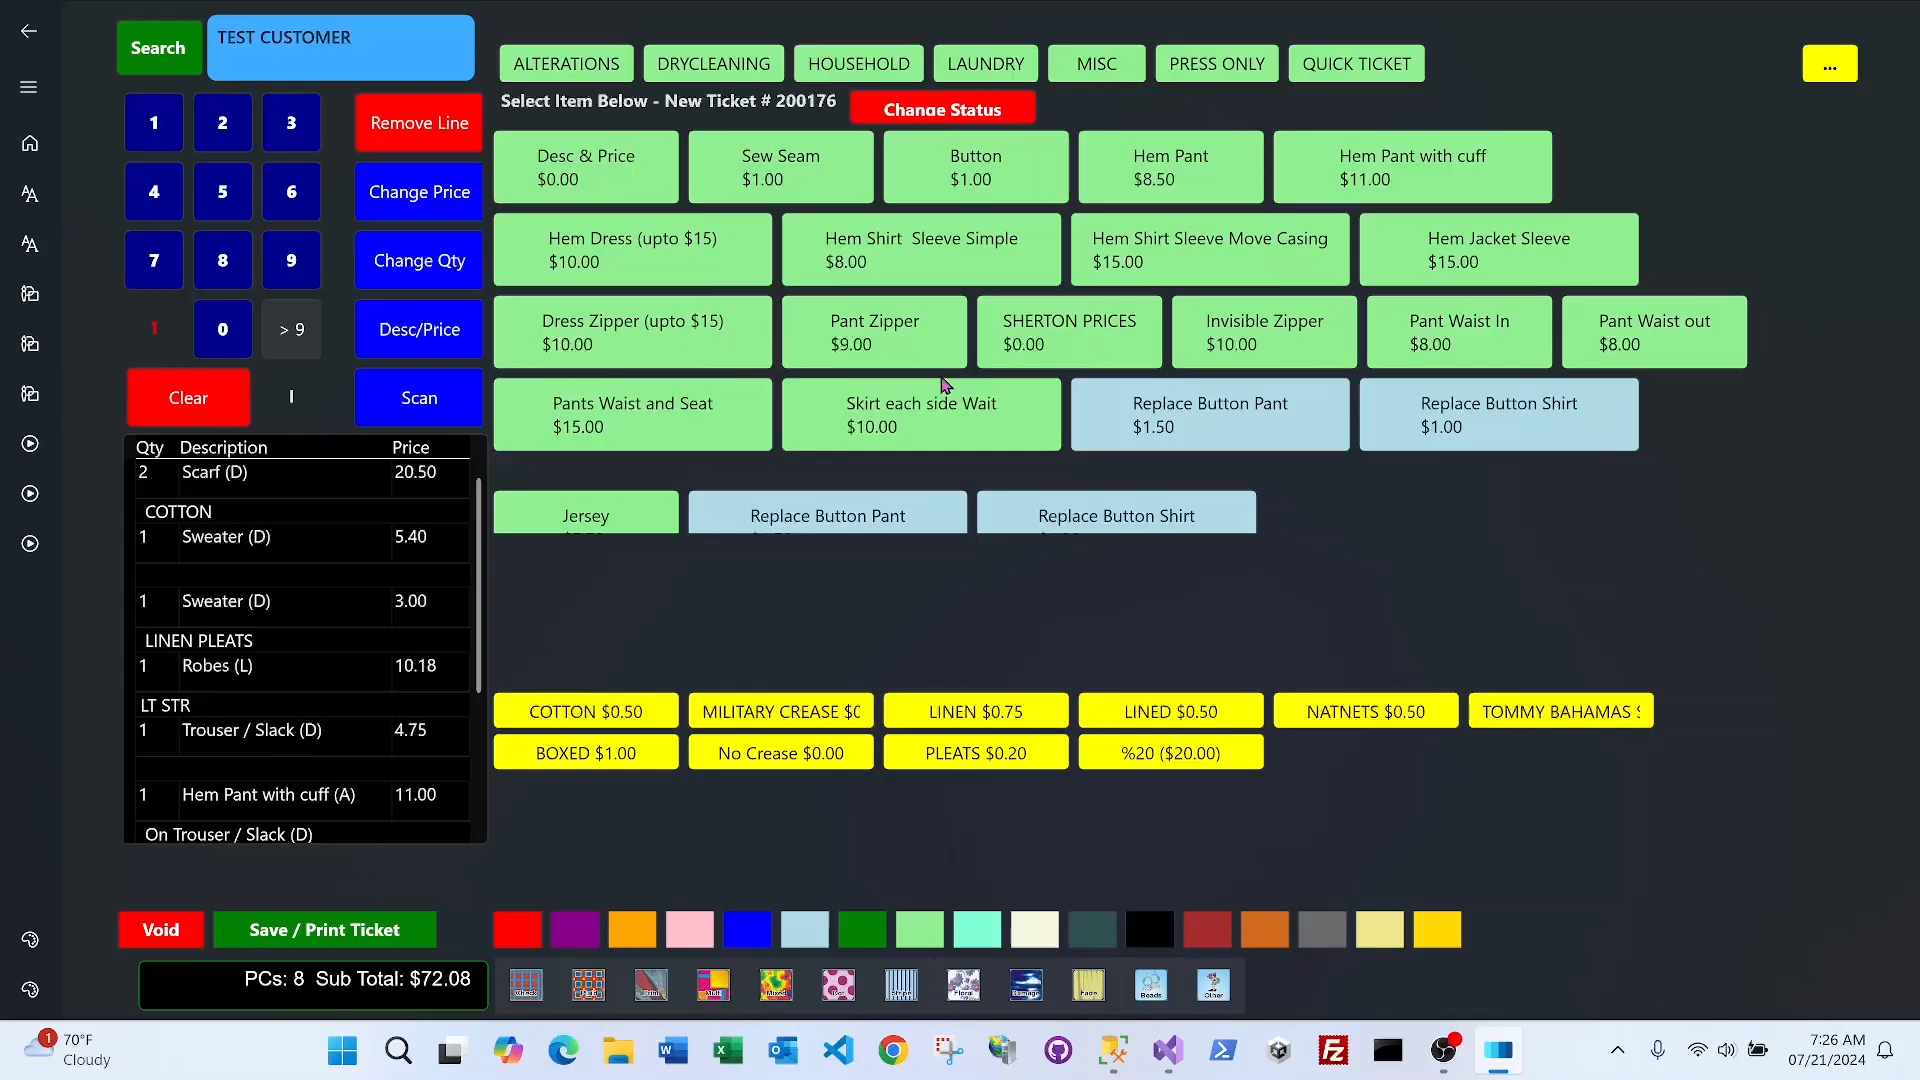 Search
TEST CUSTOMER
ALTERATIONS DRYCLEANING HOUSEHOLD LAUNDRY MISC PRESS ONLY QUICK TICKET ...
Select Item Below - New Ticket # 200176 Change Status
1 2 3 Remove Line
4 5 6 Change Price
7 8 9 Change Qty
1 0 > 9 Desc/Price
Clear I Scan
Desc & Price Sew Seam Button Hem Pant Hem Pant with cuff
$0.00 $1.00 $1.00 $8.50 $11.00
Hem Dress (upto $15) Hem Shirt Sleeve Simple Hem Shirt Sleeve Move Casing Hem Jacket Sleeve
$10.00 $8.00 $15.00 $15.00
Dress Zipper (upto $15) Pant Zipper SHERTON PRICES Invisible Zipper Pant Waist In Pant Waist out
$10.00 $9.00 $0.00 $10.00 $8.00 $8.00
Pants Waist and Seat Skirt each side Wait Replace Button Pant Replace Button Shirt
$15.00 $10.00 $1.50 $1.00
Jersey Replace Button Pant Replace Button Shirt
Qty Description Price
2 Scarf (D) 20.50
COTTON
1 Sweater (D) 5.40
1 Sweater (D) 3.00
LINEN PLEATS
1 Robes (L) 10.18
LT STR
1 Trouser / Slack (D) 4.75
1 Hem Pant with cuff (A) 11.00
On Trouser / Slack (D)
COTTON $0.50 MILITARY CREASE LINEN $0.75 LINED $0.50 NATNETS $0.50 TOMMY BAHAMAS
BOXED $1.00 No Crease $0.00 PLEATS $0.20 %20 ($20.00)
Void Save / Print Ticket
PCs: 8 Sub Total: $72.08
Check Multi Mixed Dot Stripe Floral Damage Fade Beads Other
1 70°F
Cloudy
7:26 AM
07/21/2024